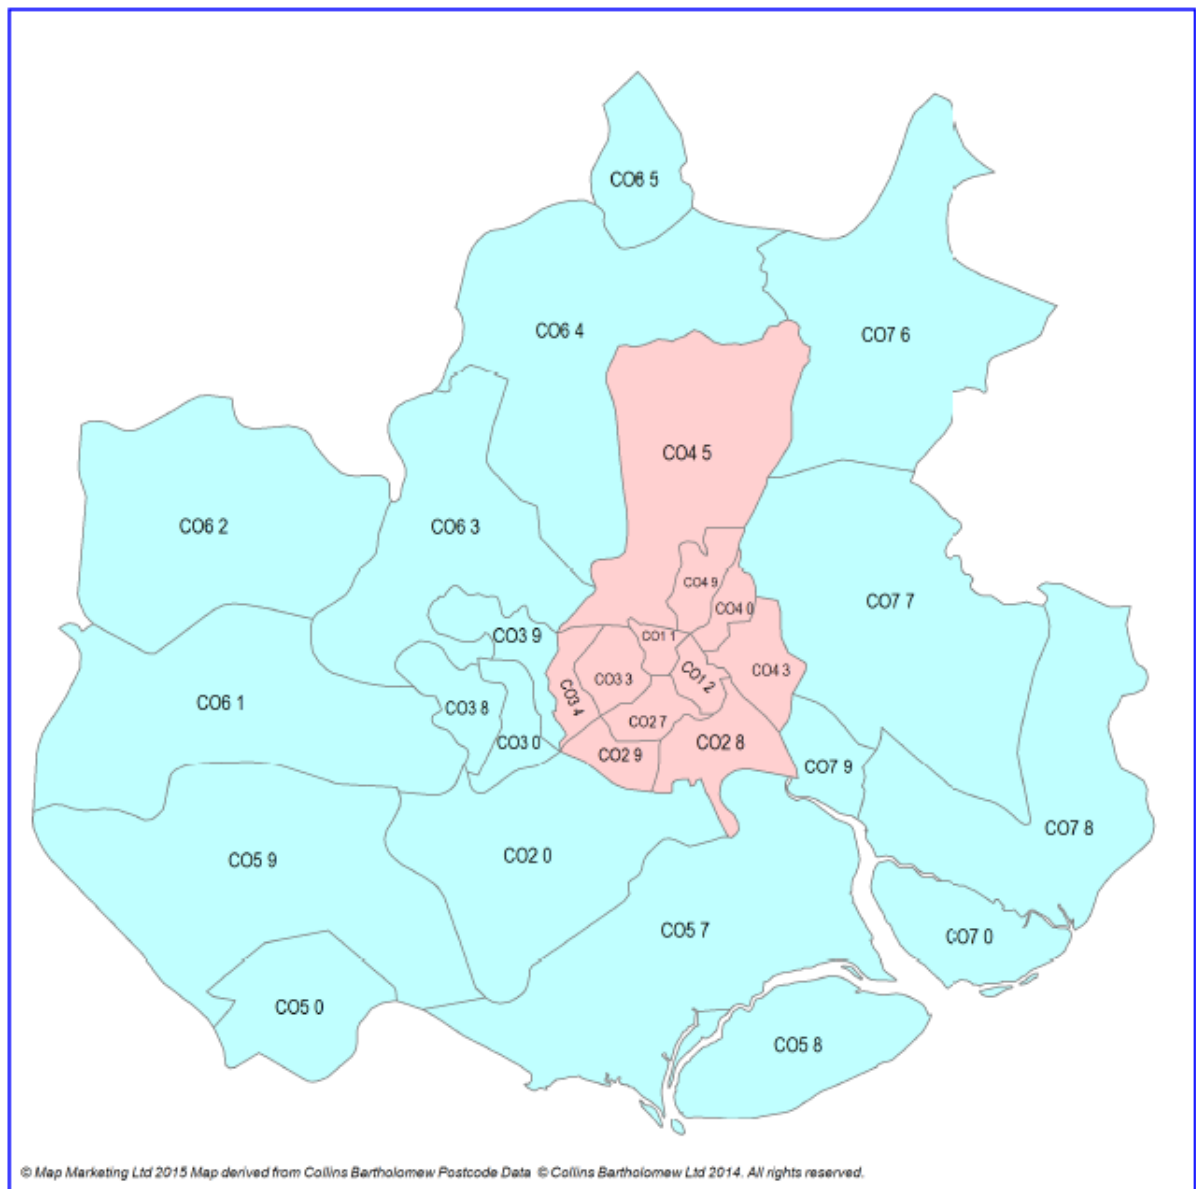 CO6 5
CO6 4
CO7 6
CO4 5
CO6 2
CO6 3
CO4 9
CO4 0
CO7 7
CO3 9
CO1 1
CO4 3
CO3 3
CO1 2
CO3 4
CO6 1
CO3 8
CO2 7
CO3 0
CO2 8
CO2 9
CO7 9
CO7 8
CO5 9
CO2 0
CO5 7
CO7 0
CO5 0
CO5 8
© Map Marketing Ltd 2015 Map derived from Collins Bartholomew Postcode Data © Collins Bartholomew Ltd 2014. All rights reserved.